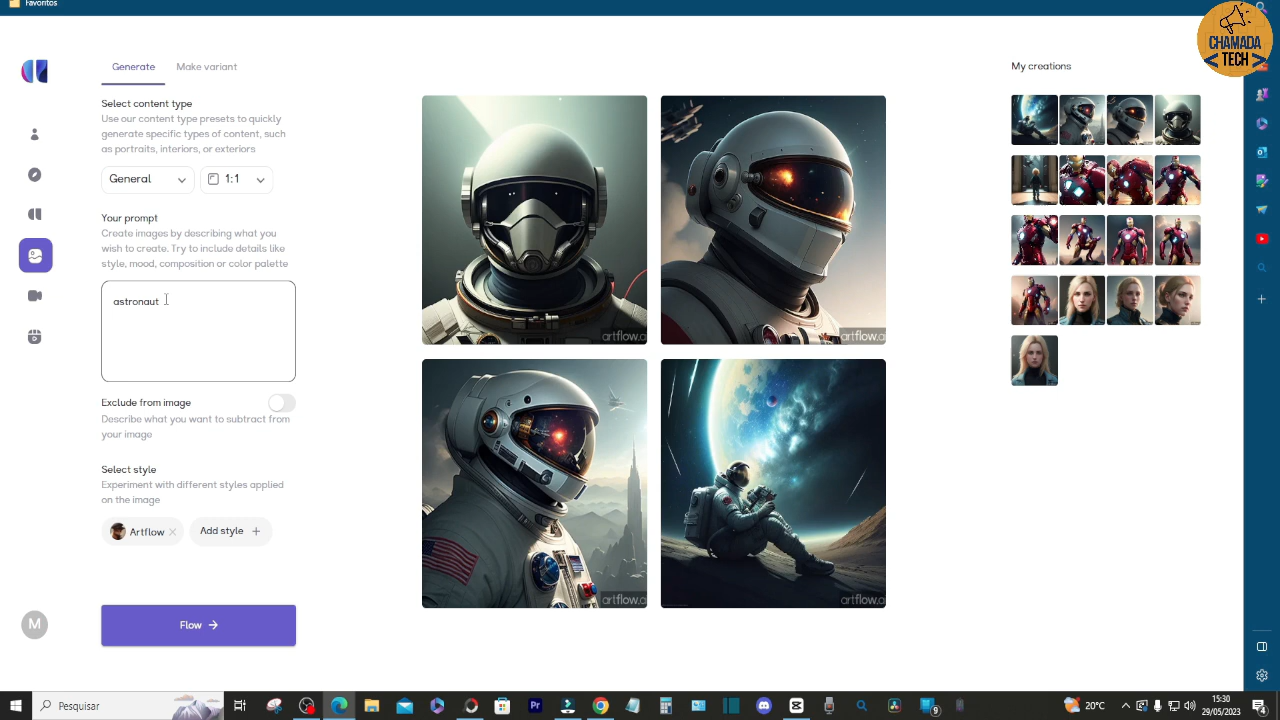 Favoritos
CHAMADA
TECH
Generate
Make variant
My creations
Select content type
Use our content type presets to quickly
generate specific types of content, such
as portraits, interiors, or exteriors
General
1:1
Your prompt
Create images by describing what you
wish to create. Try to include details like
style, mood, composition or color palette
astronaut
Exclude from image
Describe what you want to subtract from
your image
Select style
Experiment with different styles applied
on the image
Artflow
Add style
Flow
M
artflow.a
artflow.a
artflow.a
artflow.a
Pesquisar
Pr
9
20°C
15:30
29/05/2023
4